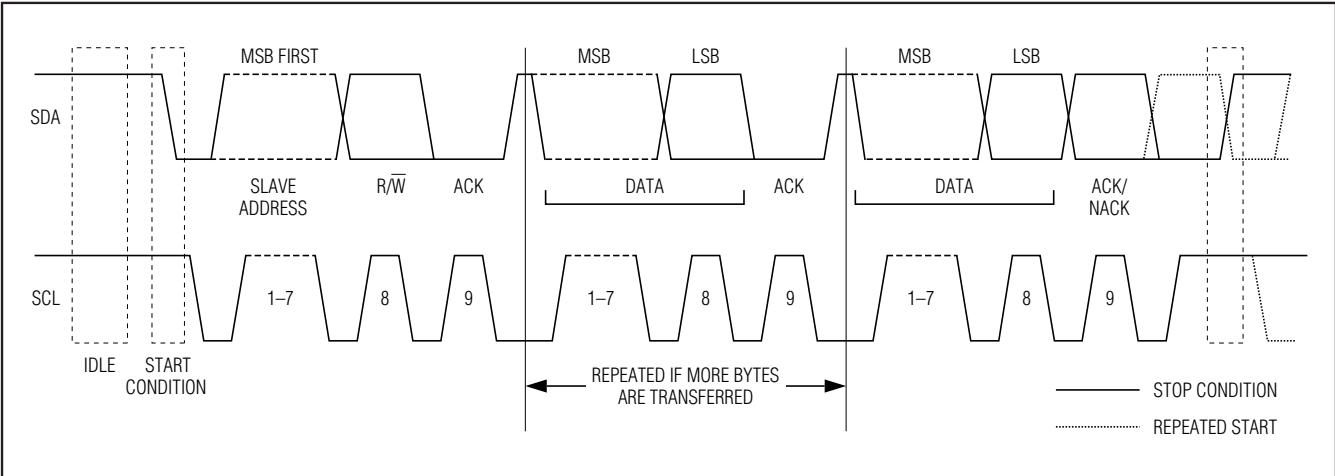 MSB FIRST
MSB
LSB
MSB
LSB
SDA
SLAVE
ADDRESS
R/W̅
ACK
DATA
ACK
DATA
ACK/
NACK
SCL
1–7
8
9
1–7
8
9
1–7
8
9
IDLE
START
CONDITION
REPEATED IF MORE BYTES
ARE TRANSFERRED
STOP CONDITION
REPEATED START